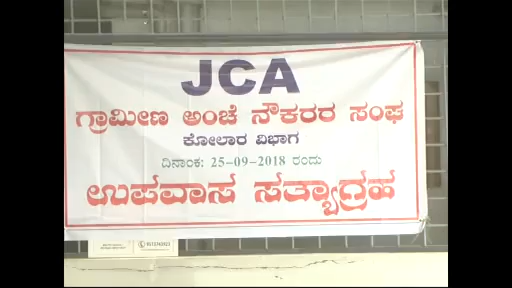 JCA
ಗ್ರಾಮೀಣ ಅಂಚೆ ನೌಕರರ ಸಂಘ
ಕೋಲಾರ ವಿಭಾಗ
ದಿನಾಂಕ: 25-09-2018 ರಂದು
ಉಪವಾಸ ಸತ್ಯಾಗ್ರಹ